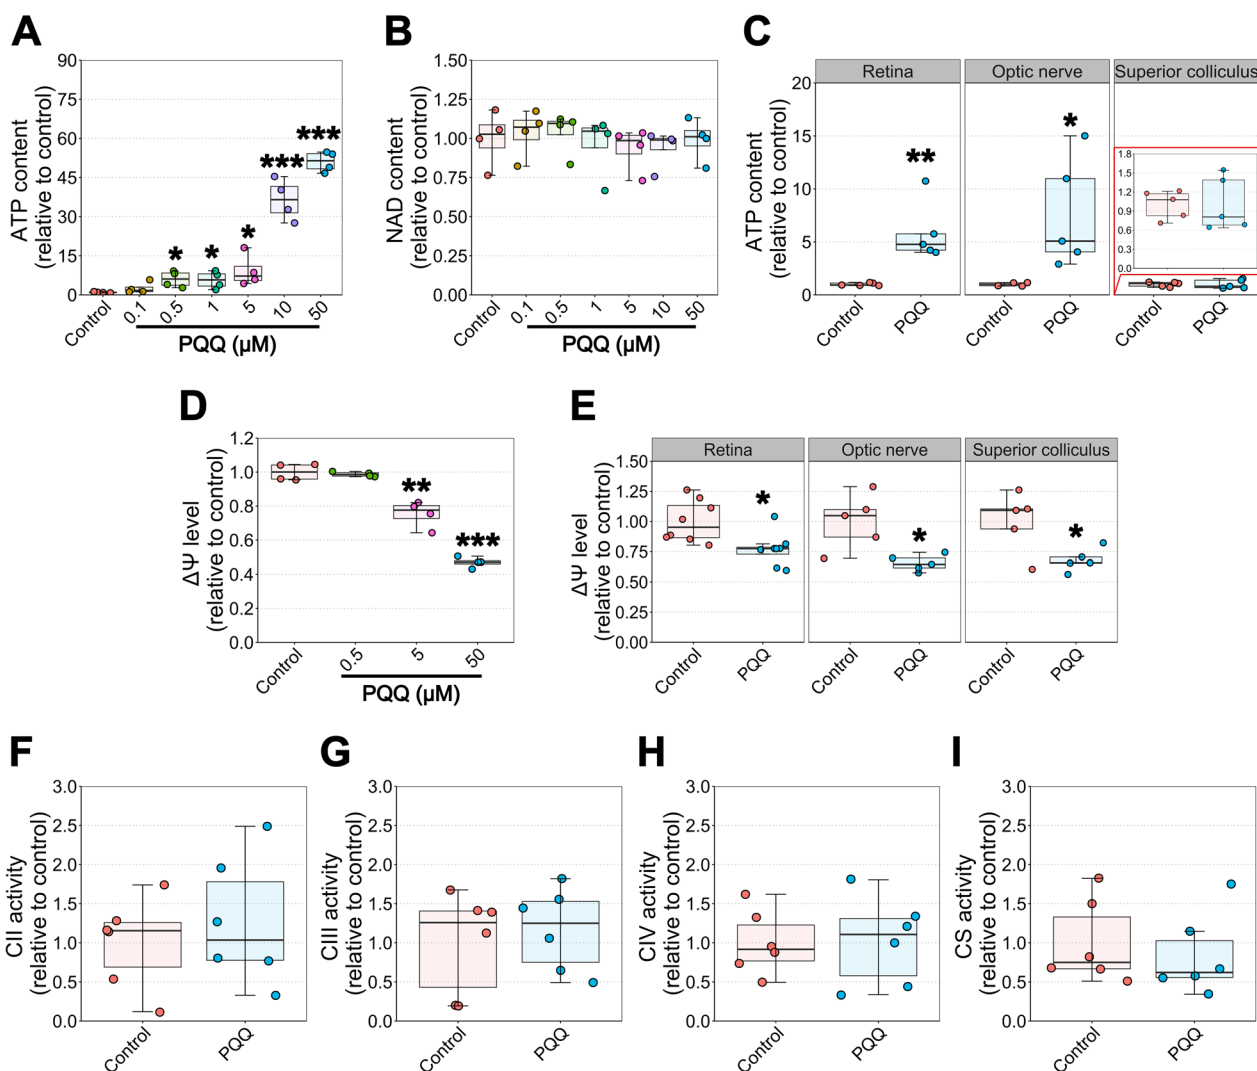 A
ATP content
(relative to control)
90
75
60
45
30
15
0
*
*
*
***
***
Control
0.1
0.5
1
5
10
50
PQQ (µM)
B
NAD content
(relative to control)
1.50
1.25
1.00
0.75
0.50
0.25
0.00
Control
0.1
0.5
1
5
10
50
PQQ (µM)
C
ATP content
(relative to control)
20
15
10
5
0
Retina
Optic nerve
Superior colliculus
**
*
1.8
1.5
1.2
0.9
0.6
0.3
0.0
Control
PQQ
Control
PQQ
Control
PQQ
D
ΔΨ level
(relative to control)
1.2
1.0
0.8
0.6
0.4
0.2
0.0
**
***
Control
0.5
5
50
PQQ (µM)
E
ΔΨ level
(relative to control)
1.50
1.25
1.00
0.75
0.50
0.25
0.00
Retina
Optic nerve
Superior colliculus
*
*
*
Control
PQQ
Control
PQQ
Control
PQQ
F
CII activity
(relative to control)
3.0
2.5
2.0
1.5
1.0
0.5
0.0
Control
PQQ
G
CIII activity
(relative to control)
3.0
2.5
2.0
1.5
1.0
0.5
0.0
Control
PQQ
H
CIV activity
(relative to control)
3.0
2.5
2.0
1.5
1.0
0.5
0.0
Control
PQQ
I
CS activity
(relative to control)
3.0
2.5
2.0
1.5
1.0
0.5
0.0
Control
PQQ